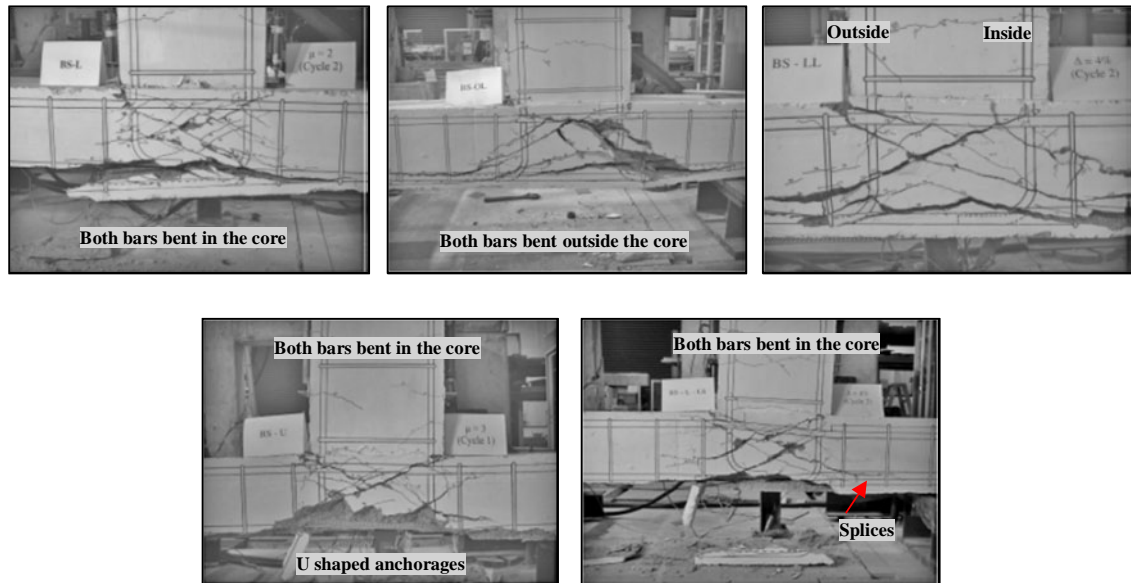 BS-L
µ = 2
(Cycle 2)
Both bars bent in the core
BS-OL
Both bars bent outside the core
Outside
Inside
BS - LL
Δ = 4%
(Cycle 2)
Both bars bent in the core
BS - U
µ = 3
(Cycle 1)
U shaped anchorages
Both bars bent in the core
BS - L - LS
Splices